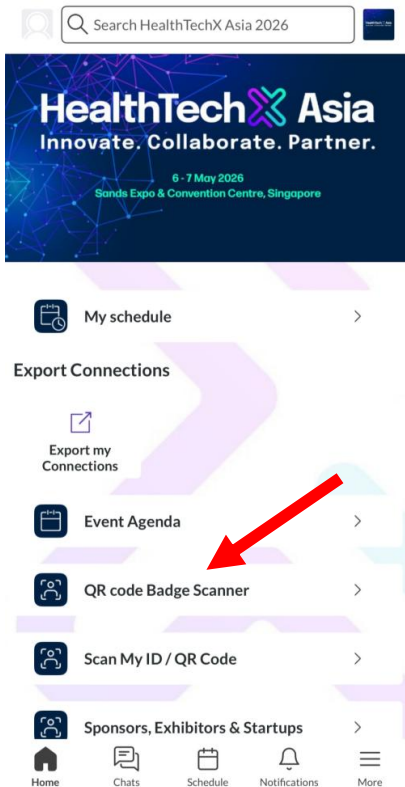 Search HealthTechX Asia 2026
HealthTechX Asia
Innovate. Collaborate. Partner.
6 - 7 May 2026
Sands Expo & Convention Centre, Singapore
My schedule
Export Connections
Export my
Connections
Event Agenda
QR code Badge Scanner
Scan My ID / QR Code
Sponsors, Exhibitors & Startups
Home
Chats
Schedule
Notifications
More